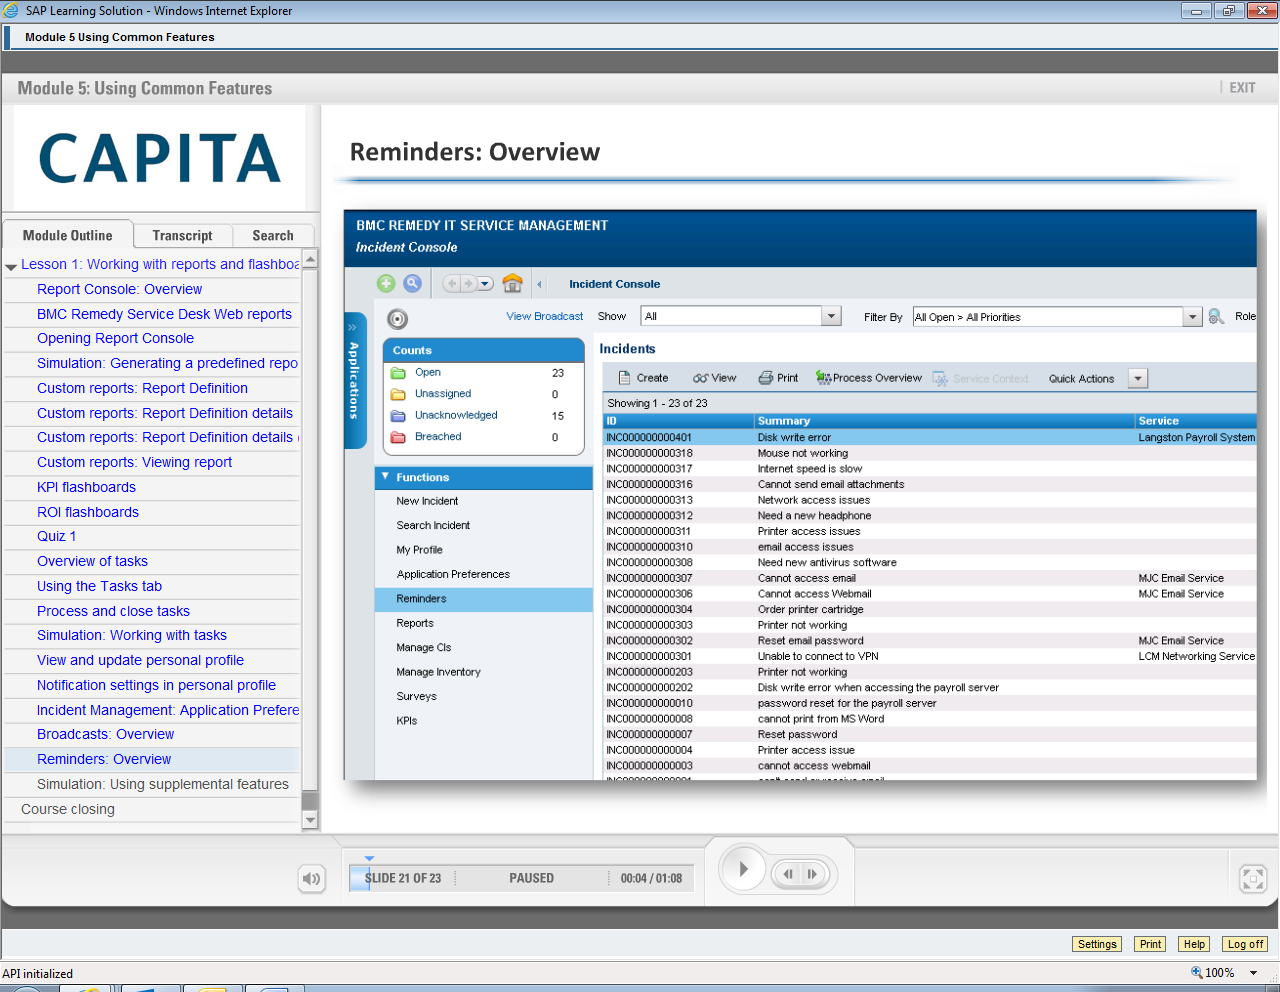 SAP Learning Solution - Windows Internet Explorer
Module 5 Using Common Features
Module 5: Using Common Features
EXIT
CAPITA
Module Outline
Transcript
Search
Lesson 1: Working with reports and flashboa
Report Console: Overview
BMC Remedy Service Desk Web reports
Opening Report Console
Simulation: Generating a predefined repo
Custom reports: Report Definition
Custom reports: Report Definition details
Custom reports: Report Definition details (
Custom reports: Viewing report
KPI flashboards
ROI flashboards
Quiz 1
Overview of tasks
Using the Tasks tab
Process and close tasks
Simulation: Working with tasks
View and update personal profile
Notification settings in personal profile
Incident Management: Application Prefere
Broadcasts: Overview
Reminders: Overview
Simulation: Using supplemental features
Course closing
Reminders: Overview
BMC REMEDY IT SERVICE MANAGEMENT
Incident Console
Incident Console
Applications
View Broadcast
Show All
Filter By All Open > All Priorities
Role
Counts
Open 23
Unassigned 0
Unacknowledged 15
Breached 0
Functions
New Incident
Search Incident
My Profile
Application Preferences
Reminders
Reports
Manage CIs
Manage Inventory
Surveys
KPIs
Incidents
Create View Print Process Overview Service Context Quick Actions
Showing 1 - 23 of 23
ID Summary Service
INC000000000401 Disk write error Langston Payroll System
INC000000000318 Mouse not working
INC000000000317 Internet speed is slow
INC000000000316 Cannot send email attachments
INC000000000313 Network access issues
INC000000000312 Need a new headphone
INC000000000311 Printer access issues
INC000000000310 email access issues
INC000000000308 Need new antivirus software
INC000000000307 Cannot access email MJC Email Service
INC000000000306 Cannot access Webmail MJC Email Service
INC000000000304 Order printer cartridge
INC000000000303 Printer not working
INC000000000302 Reset email password MJC Email Service
INC000000000301 Unable to connect to VPN LCM Networking Service
INC000000000203 Printer not working
INC000000000202 Disk write error when accessing the payroll server
INC000000000010 password reset for the payroll server
INC000000000008 cannot print from MS Word
INC000000000007 Reset password
INC000000000004 Printer access issue
INC000000000003 cannot access webmail
SLIDE 21 OF 23
PAUSED
00:04 / 01:08
Settings
Print
Help
Log off
API initialized
100%